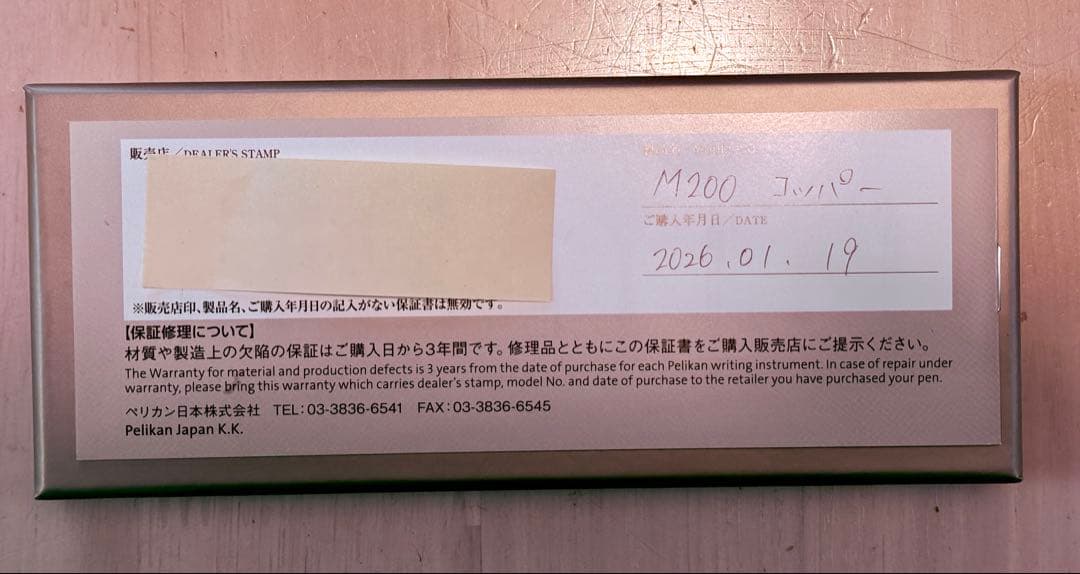 販売店/DEALER'S STAMP
M200 コッパー
ご購入年月日/DATE
2026.01.19
※販売店印、製品名、ご購入年月日の記入がない保証書は無効です。
【保証修理について】
材質や製造上の欠陥の保証はご購入日から3年間です。修理品とともにこの保証書をご購入販売店にご提示ください。
The Warranty for material and production defects is 3 years from the date of purchase for each Pelikan writing instrument. In case of repair under
warranty, please bring this warranty which carries dealer's stamp, model No. and date of purchase to the retailer you have purchased your pen.
ペリカン日本株式会社 TEL:03-3836-6541 FAX:03-3836-6545
Pelikan Japan K.K.